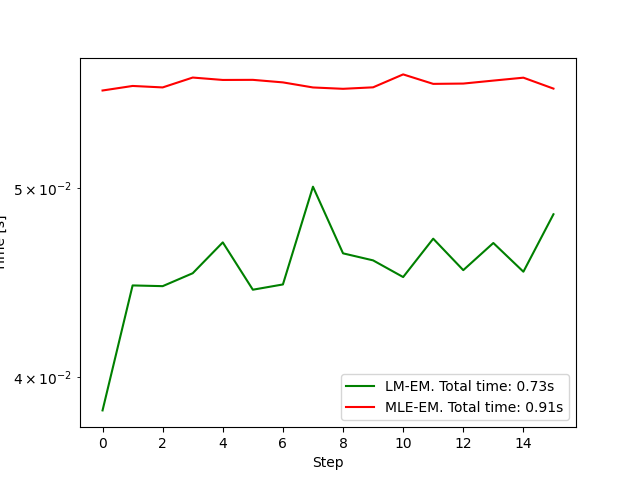 Time [s]
5 × 10⁻²
4 × 10⁻²
LM-EM. Total time: 0.73s
MLE-EM. Total time: 0.91s
0 2 4 6 8 10 12 14
Step